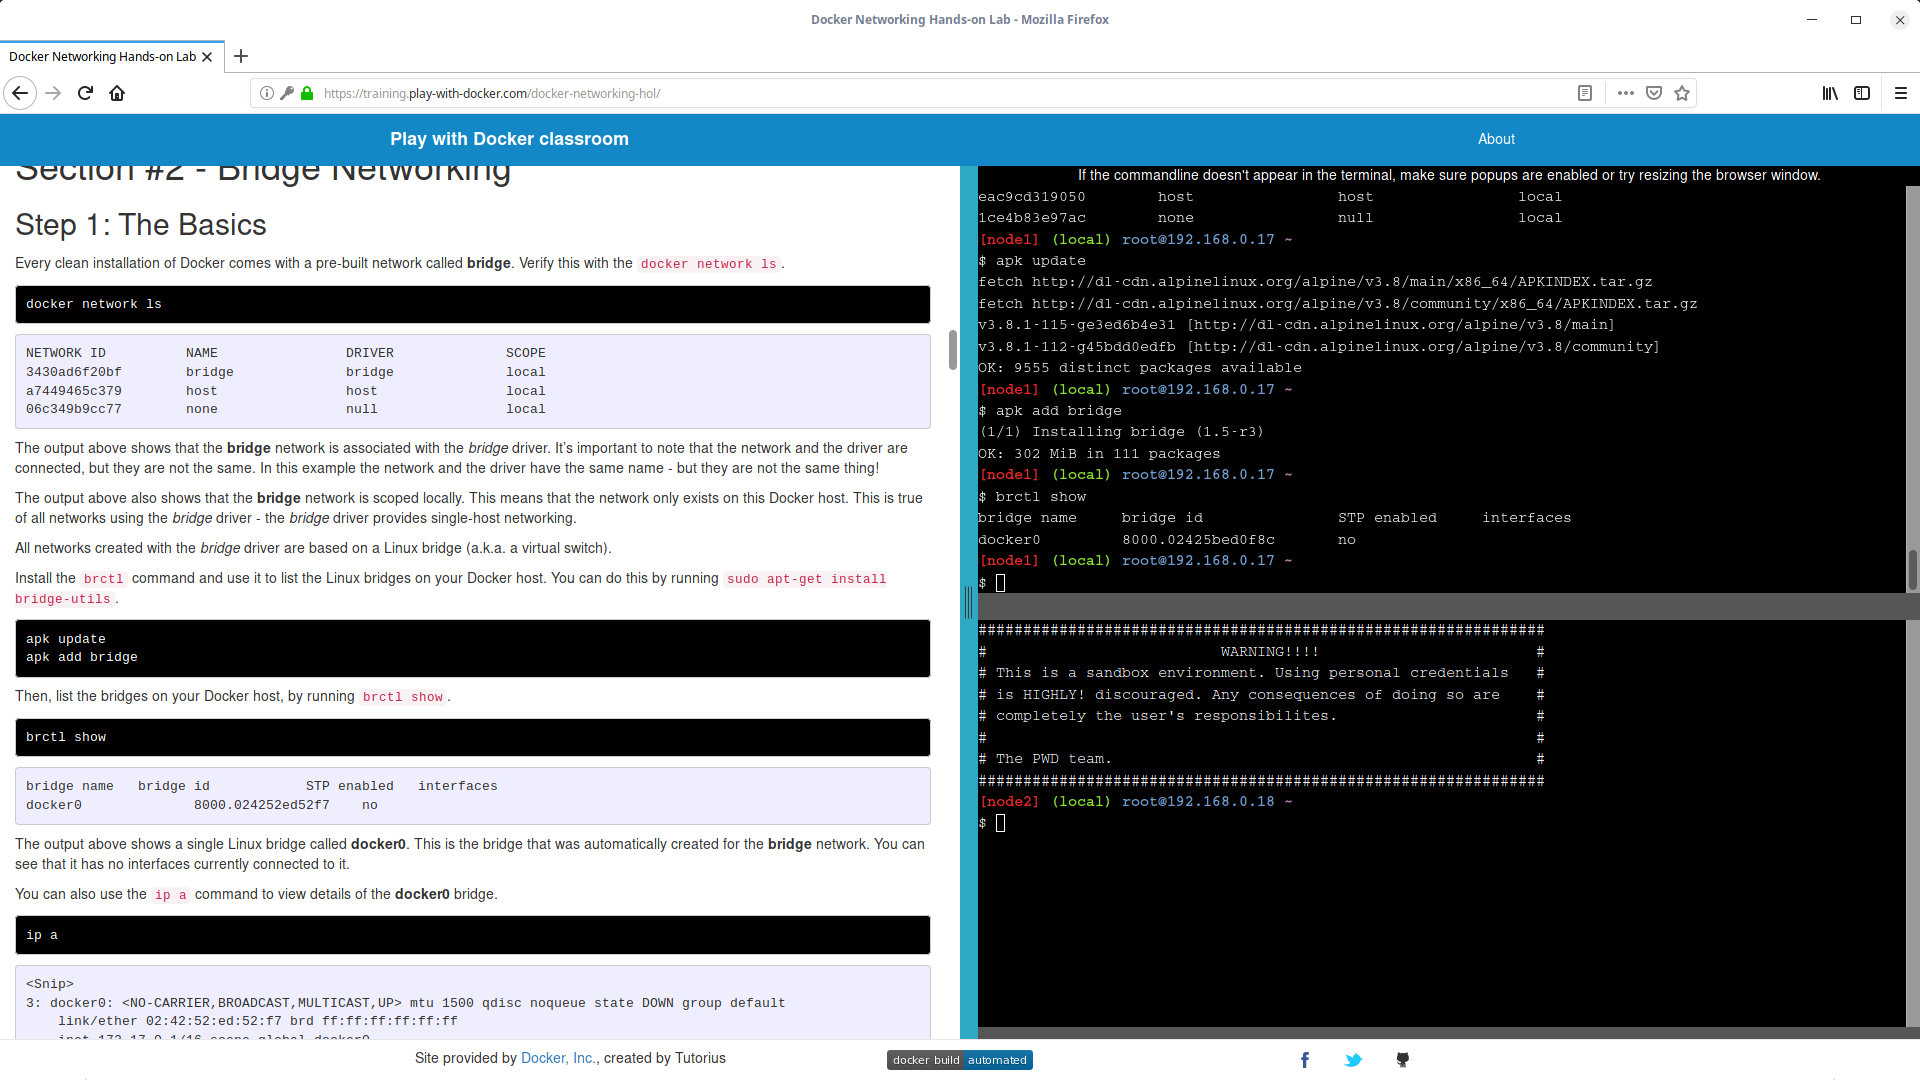 Docker Networking Hands-on Lab - Mozilla Firefox
Docker Networking Hands-on Lab
https://training.play-with-docker.com/docker-networking-hol/
Play with Docker classroom
About
Section #2 - Bridge Networking
Step 1: The Basics
Every clean installation of Docker comes with a pre-built network called bridge. Verify this with the docker network ls.
docker network ls
NETWORK ID NAME DRIVER SCOPE
3430ad6f20bf bridge bridge local
a7449465c379 host host local
06c349b9cc77 none null local
The output above shows that the bridge network is associated with the bridge driver. It's important to note that the network and the driver are
connected, but they are not the same. In this example the network and the driver have the same name - but they are not the same thing!
The output above also shows that the bridge network is scoped locally. This means that the network only exists on this Docker host. This is true
of all networks using the bridge driver - the bridge driver provides single-host networking.
All networks created with the bridge driver are based on a Linux bridge (a.k.a. a virtual switch).
Install the brctl command and use it to list the Linux bridges on your Docker host. You can do this by running sudo apt-get install
bridge-utils.
apk update
apk add bridge
Then, list the bridges on your Docker host, by running brctl show.
brctl show
bridge name bridge id STP enabled interfaces
docker0 8000.024252ed52f7 no
The output above shows a single Linux bridge called docker0. This is the bridge that was automatically created for the bridge network. You can
see that it has no interfaces currently connected to it.
You can also use the ip a command to view details of the docker0 bridge.
ip a
<Snip>
3: docker0: <NO-CARRIER,BROADCAST,MULTICAST,UP> mtu 1500 qdisc noqueue state DOWN group default
link/ether 02:42:52:ed:52:f7 brd ff:ff:ff:ff:ff:ff
inet 172.17.0.1/16 scope global docker0
If the commandline doesn't appear in the terminal, make sure popups are enabled or try resizing the browser window.
eac9cd319050 host host local
1ce4b83e97ac none null local
[node1] (local) root@192.168.0.17 ~
$ apk update
fetch http://dl-cdn.alpinelinux.org/alpine/v3.8/main/x86_64/APKINDEX.tar.gz
fetch http://dl-cdn.alpinelinux.org/alpine/v3.8/community/x86_64/APKINDEX.tar.gz
v3.8.1-115-ge3ed6b4e31 [http://dl-cdn.alpinelinux.org/alpine/v3.8/main]
v3.8.1-112-g45bdd0edfb [http://dl-cdn.alpinelinux.org/alpine/v3.8/community]
OK: 9555 distinct packages available
[node1] (local) root@192.168.0.17 ~
$ apk add bridge
(1/1) Installing bridge (1.5-r3)
OK: 302 MiB in 111 packages
[node1] (local) root@192.168.0.17 ~
$ brctl show
bridge name bridge id STP enabled interfaces
docker0 8000.02425bed0f8c no
[node1] (local) root@192.168.0.17 ~
$
###############################################################
# WARNING!!!! #
# This is a sandbox environment. Using personal credentials #
# is HIGHLY! discouraged. Any consequences of doing so are #
# completely the user's responsibilites. #
# #
# The PWD team. #
###############################################################
[node2] (local) root@192.168.0.18 ~
$
Site provided by Docker, Inc., created by Tutorius
docker build automated